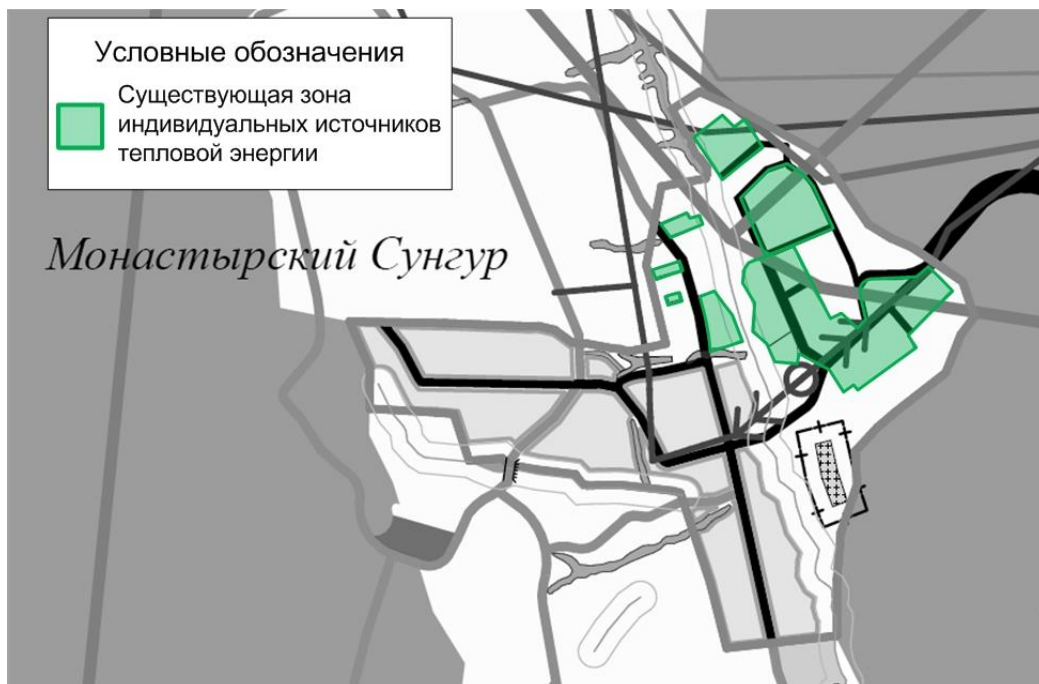 Условные обозначения
Существующая зона
индивидуальных источников
тепловой энергии
Монастырский Сунгур